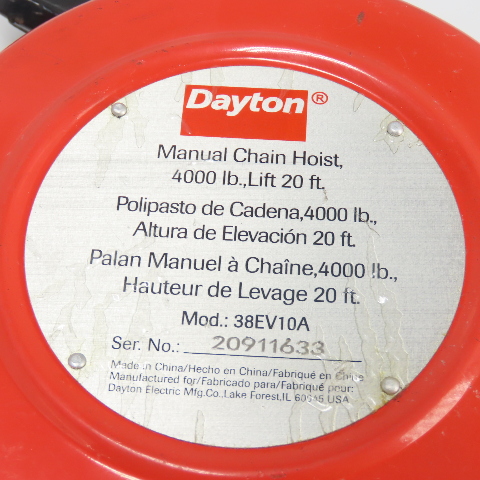 Dayton®
Manual Chain Hoist,
4000 lb.,Lift 20 ft.
Polipasto de Cadena,4000 lb.,
Altura de Elevación 20 ft.
Palan Manuel à Chaîne,4000 lb.,
Hauteur de Levage 20 ft.
Mod.: 38EV10A
Ser. No.: 20911633
Made in China/Hecho en China/Fabriqué en Chine
Manufactured for/Fabricado para/Fabriqué pour:
Dayton Electric Mfg.Co.,Lake Forest,IL 60045 USA